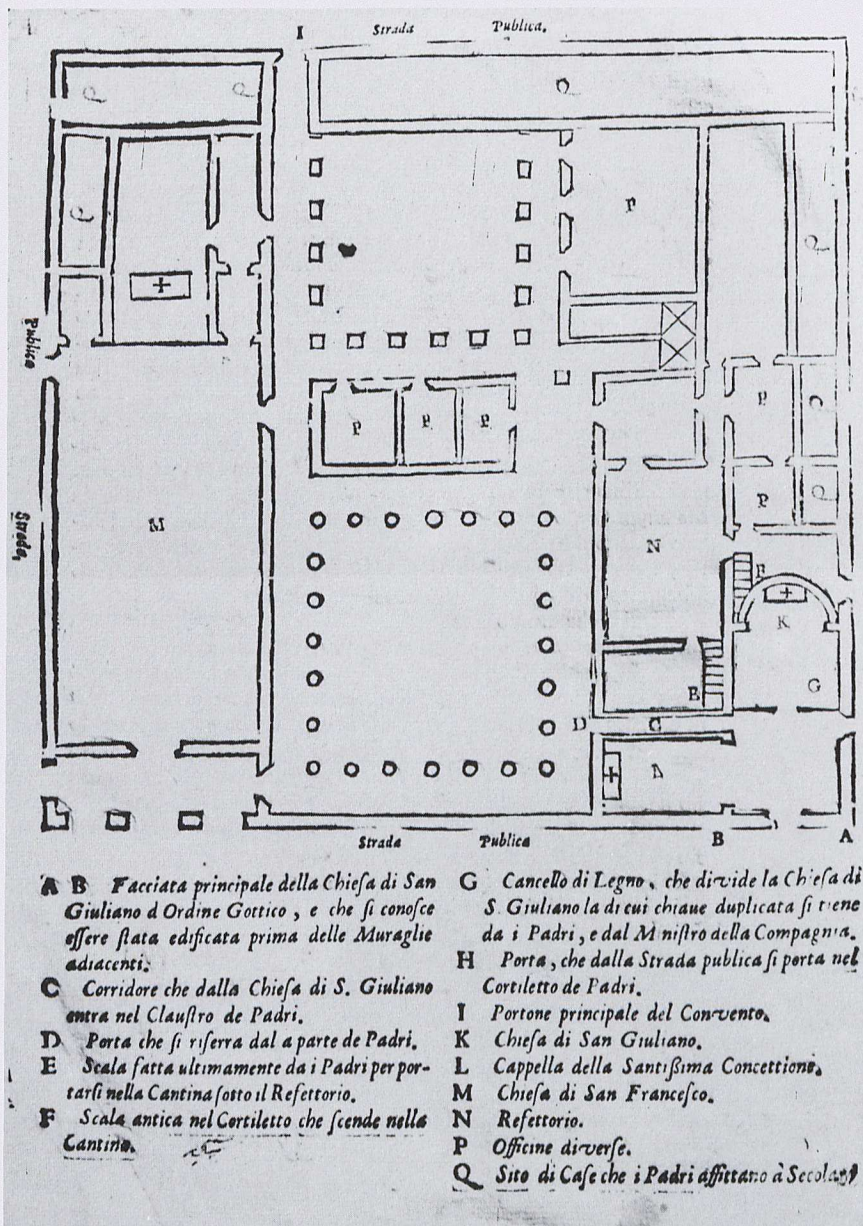 I
Strada Publica.
Q Q
Q
P
Q
Q
Publico
Strada,
P
P P P
Q
P
Q
M
N
F
K
G
E
D
C
Strada Publica
B
A
A B Facciata principale della Chieſa di San
Giuliano d Ordine Gottico, e che ſi conoſce
eſſere ſtata edificata prima delle Muraglie
adiacenti.
C Corridore che dalla Chieſa di S. Giuliano
entra nel Clauſtro de Padri.
D Porta che ſi riſerra dal a parte de Padri.
E Scala fatta ultimamente da i Padri per por-
tarſi nella Cantina ſotto il Refettorio.
F Scala antica nel Cortiletto che ſcende nella
Cantina.
G Cancello di Legno, che divide la Chieſa di
S. Giuliano la di cui chiaue duplicata ſi tiene
da i Padri, e dal Miniſtro della Compagnia.
H Porta, che dalla Strada publica ſi porta nel
Cortiletto de Padri.
I Portone principale del Convento.
K Chieſa di San Giuliano.
L Cappella della Santiſſima Concettione.
M Chieſa di San Franceſco.
N Refettorio.
P Officine diverſe.
Q Sito di Caſe che i Padri affittano à Secolari